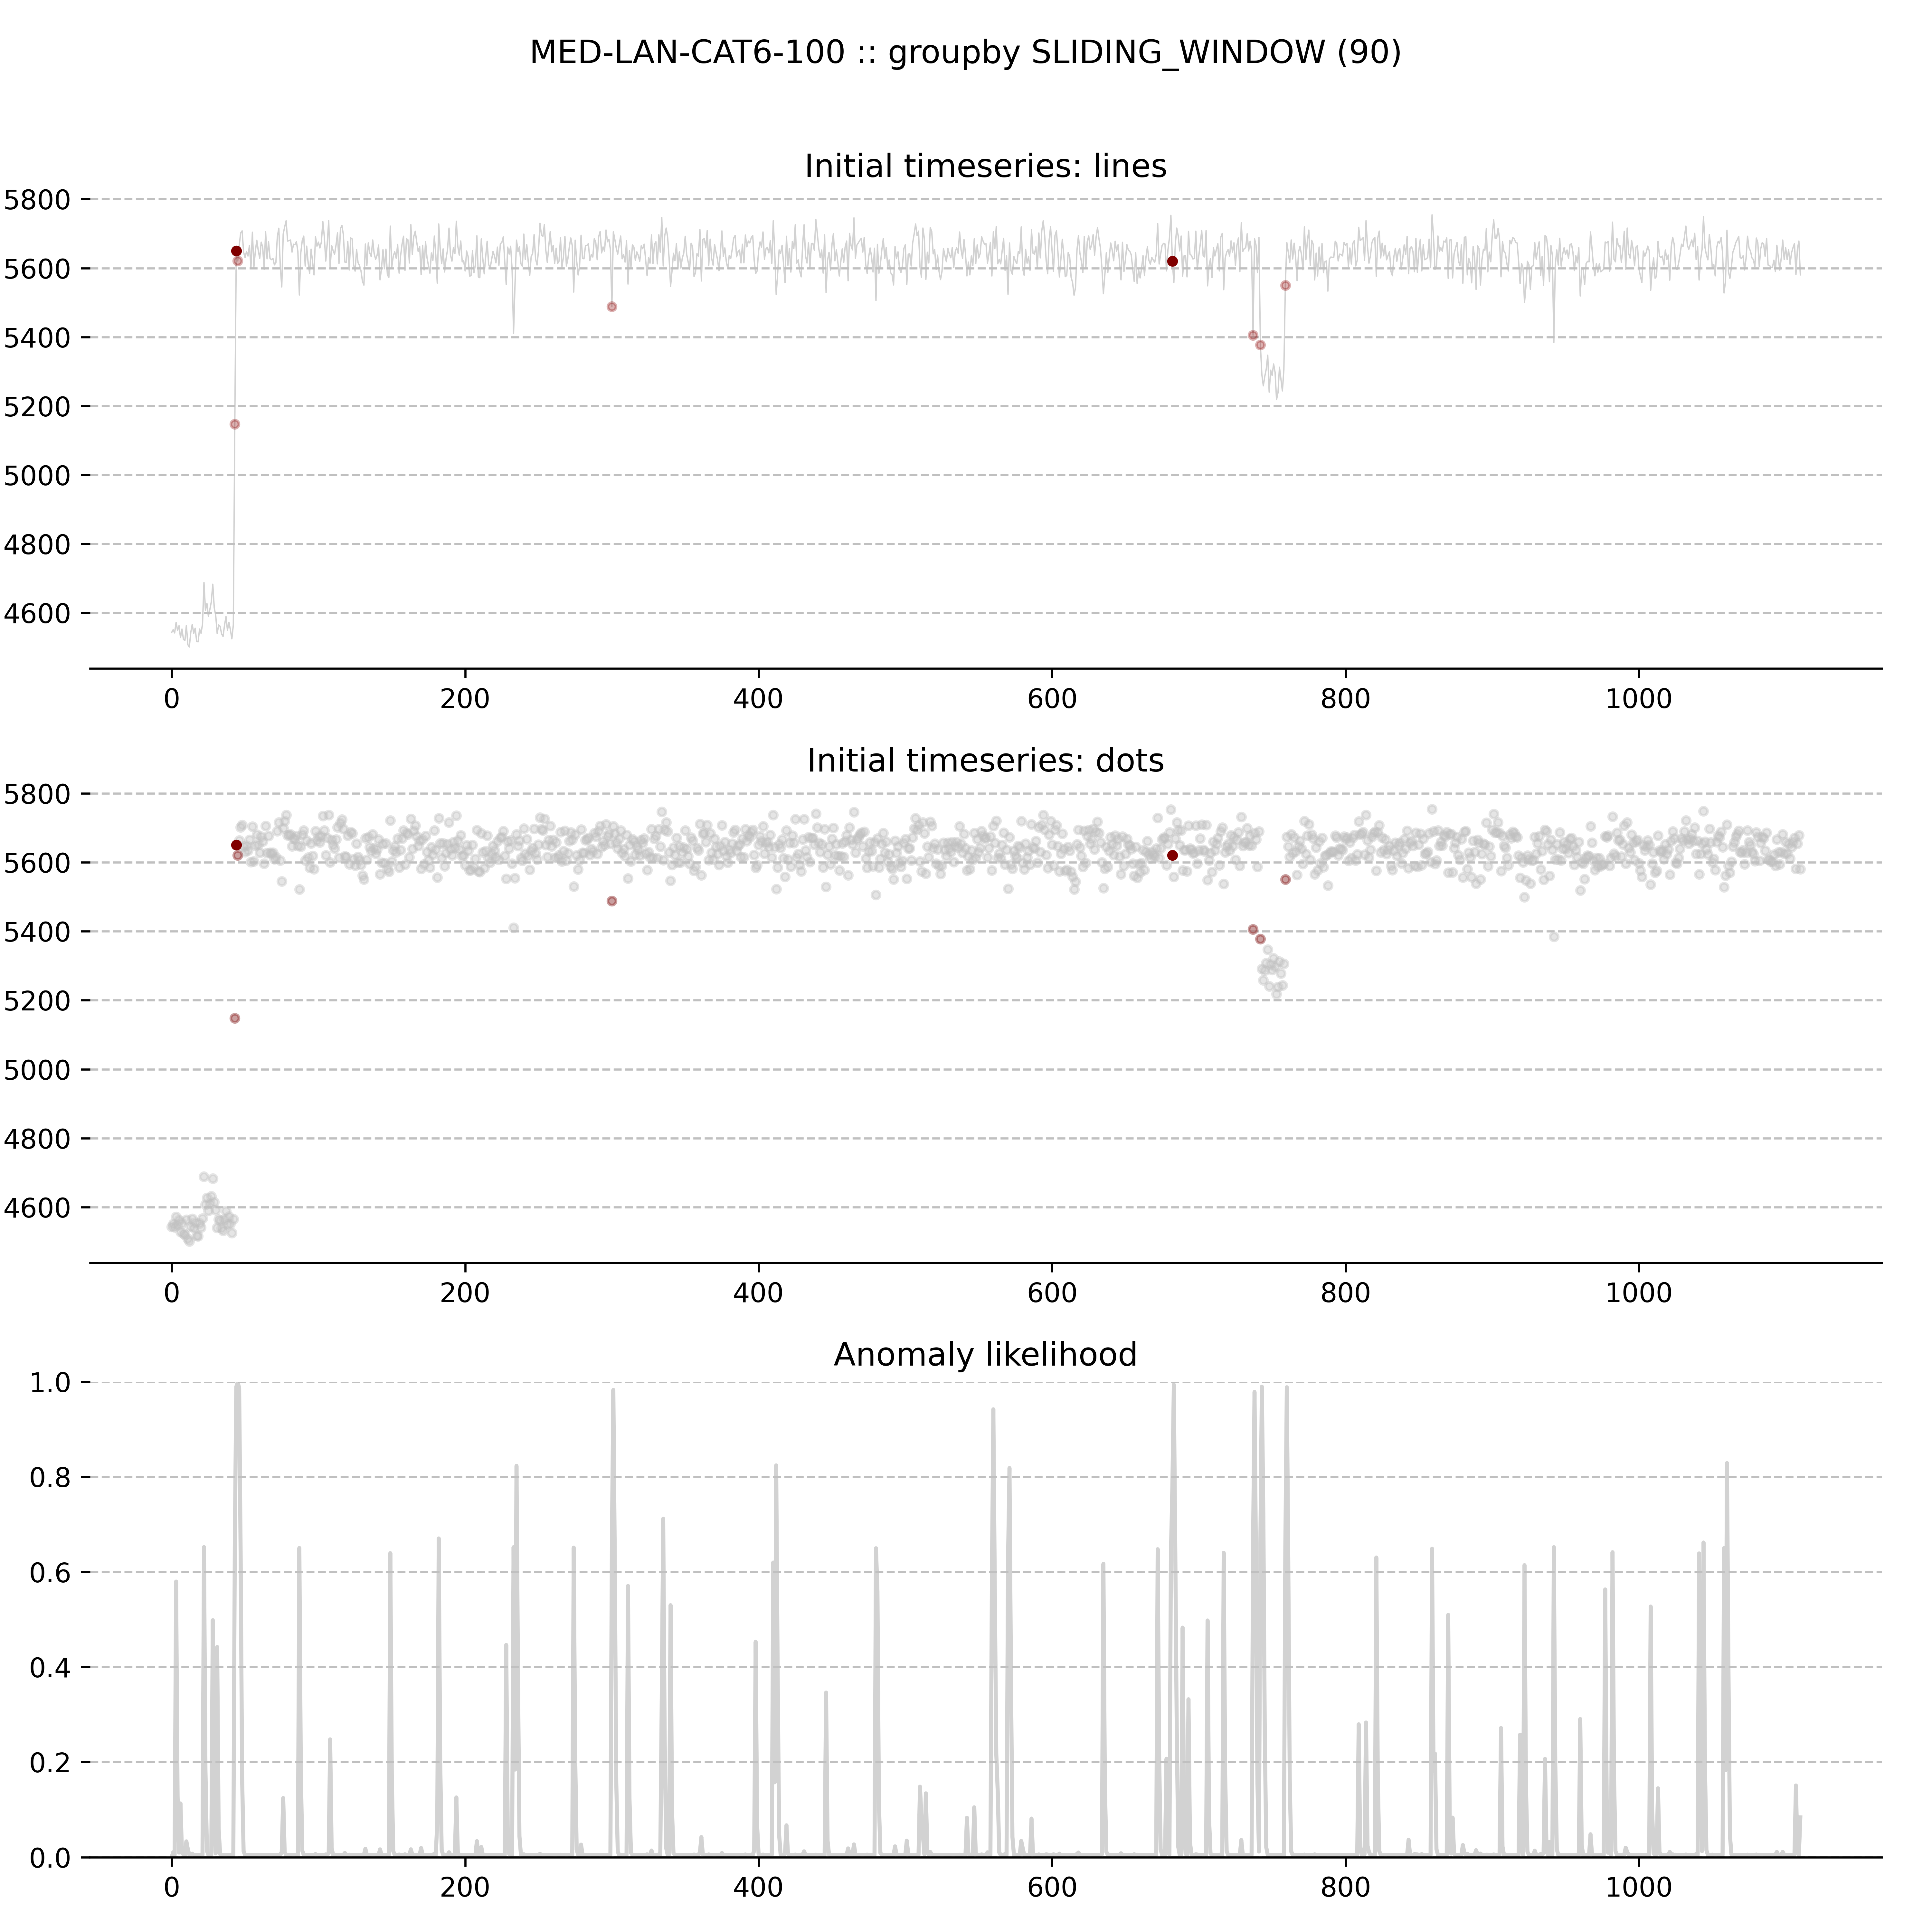 MED-LAN-CAT6-100 :: groupby SLIDING_WINDOW (90)
Initial timeseries: lines
5800
5600
5400
5200
5000
4800
4600
0 200 400 600 800 1000
Initial timeseries: dots
5800
5600
5400
5200
5000
4800
4600
0 200 400 600 800 1000
Anomaly likelihood
1.0
0.8
0.6
0.4
0.2
0.0
0 200 400 600 800 1000